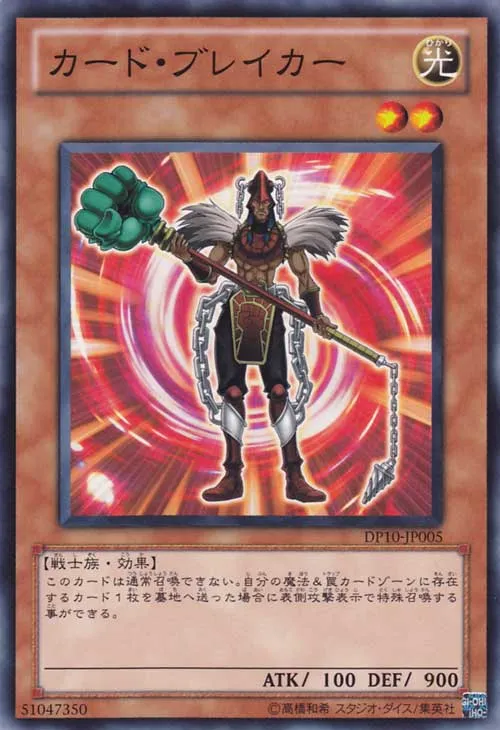 カード・ブレイカー
光
DP10-JP005
【戦士族・効果】
このカードは通常召喚できない。自分の魔法&罠カードゾーンに存在
するカード1枚を墓地へ送った場合に表側攻撃表示で特殊召喚する
事ができる。
ATK/ 100 DEF/ 900
51047350
©高橋和希 スタジオ・ダイス/集英社